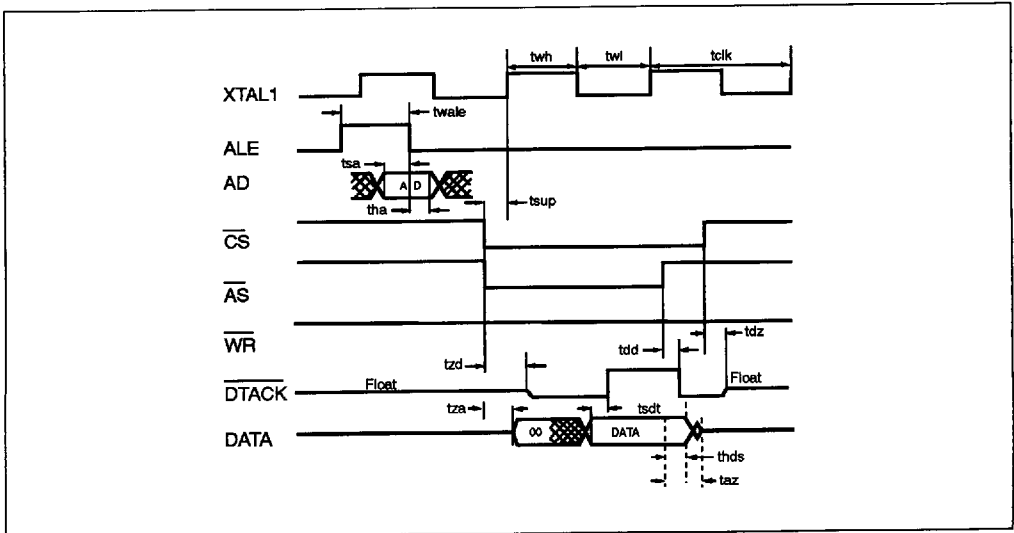 twh twl tclk
XTAL1
twale
ALE
tsa
AD
A D
tha
tsup
CS
AS
WR
tdz
tdd
tzd
DTACK Float Float
tza tsdt
DATA 00 DATA
thds
taz